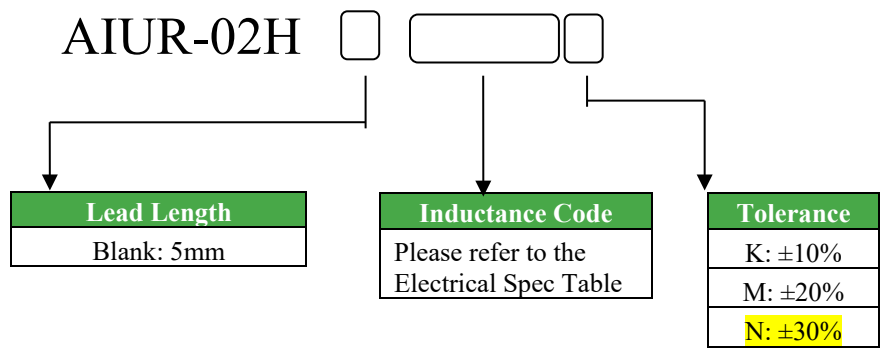 AIUR-02H
Lead Length
Blank: 5mm
Inductance Code
Please refer to the
Electrical Spec Table
Tolerance
K: ±10%
M: ±20%
N: ±30%